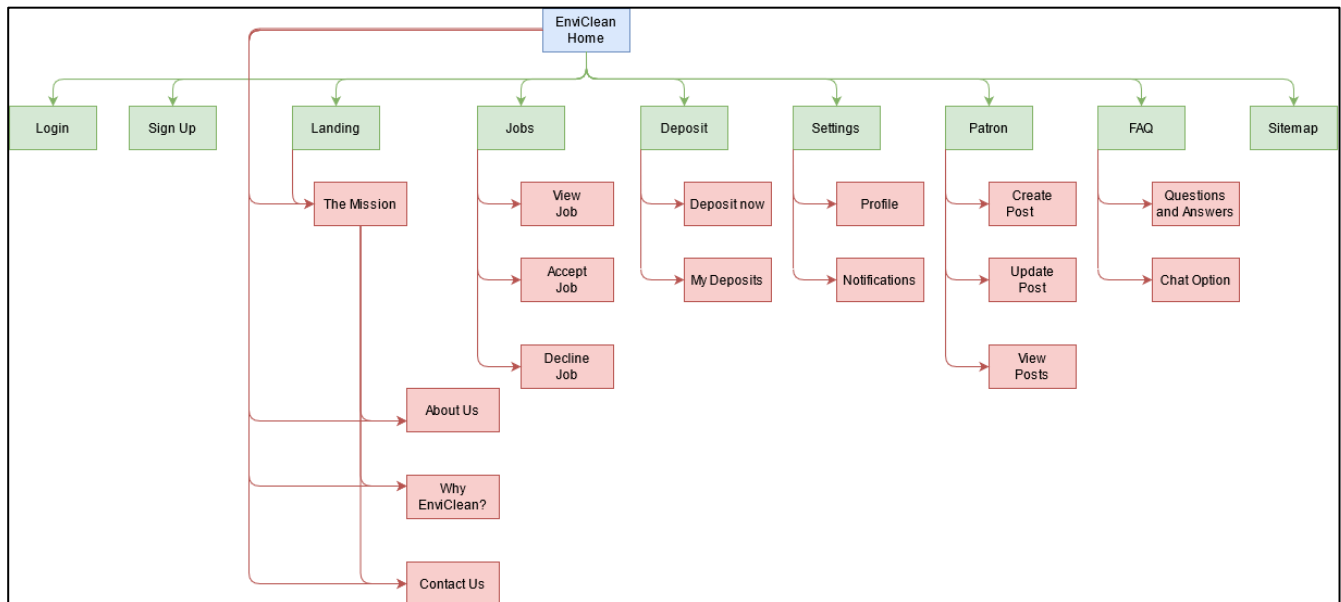 EnviClean
Home
Login
Sign Up
Landing
Jobs
Deposit
Settings
Patron
FAQ
Sitemap
The Mission
View
Job
Deposit now
Profile
Create
Post
Questions
and Answers
Accept
Job
My Deposits
Notifications
Update
Post
Chat Option
Decline
Job
View
Posts
About Us
Why
EnviClean?
Contact Us